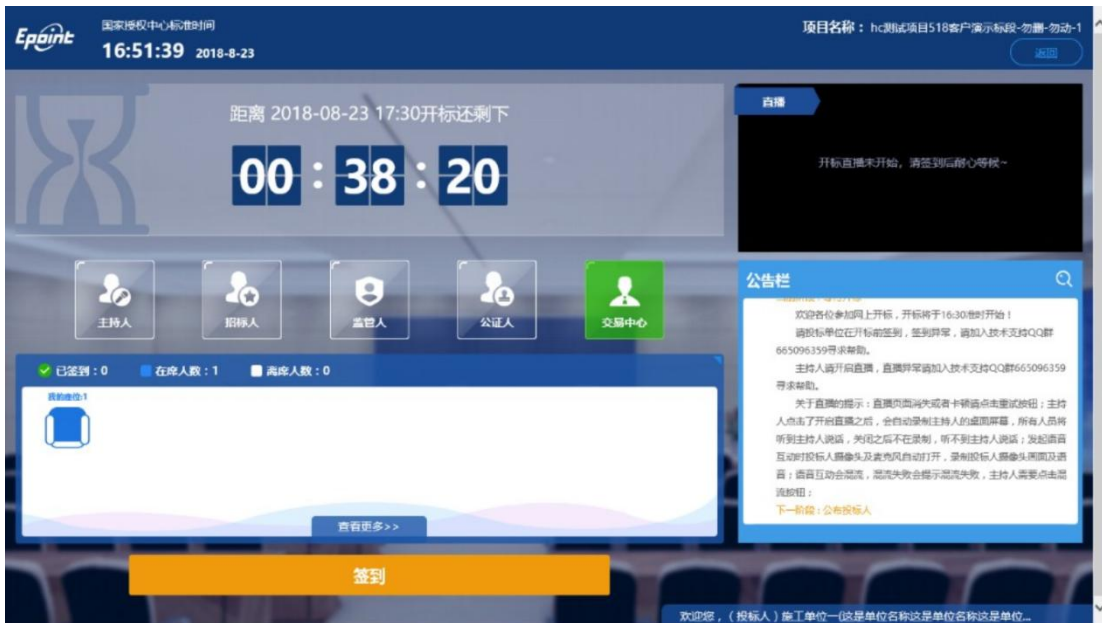 Epoint
国家授权中心标准时间
16:51:39 2018-8-23
项目名称：hc测试项目518客户演示标段-勿删-勿动-1
返回
距离 2018-08-23 17:30开标还剩下
00 : 38 : 20
直播
开标直播未开始，请签到后耐心等候~
主持人
招标人
监管人
公证人
交易中心
已签到：0 在席人数：1 离席人数：0
我的座位:1
查看更多>>
签到
公告栏
欢迎各位参加网上开标，开标将于16:30准时开始！
请投标单位在开标前签到，签到异常，请加入技术支持QQ群
665096359寻求帮助。
主持人请开启直播，直播异常请加入技术支持QQ群665096359
寻求帮助。
关于直播的提示：直播页面消失或者卡顿请点击重试按钮；主持
人点击了开启直播之后，会自动录制主持人的桌面屏幕，所有人员将
听到主持人说话，关闭之后不在录制，听不到主持人说话；发起语音
互动时投标人摄像头及麦克风自动打开，录制投标人摄像头画面及语
音；语音互动会混流，混流失败会提示混流失败，主持人需要点击混
流按钮；
下一阶段：公布投标人
欢迎您，（投标人）施工单位一(这是单位名称这是单位名称这是单位...